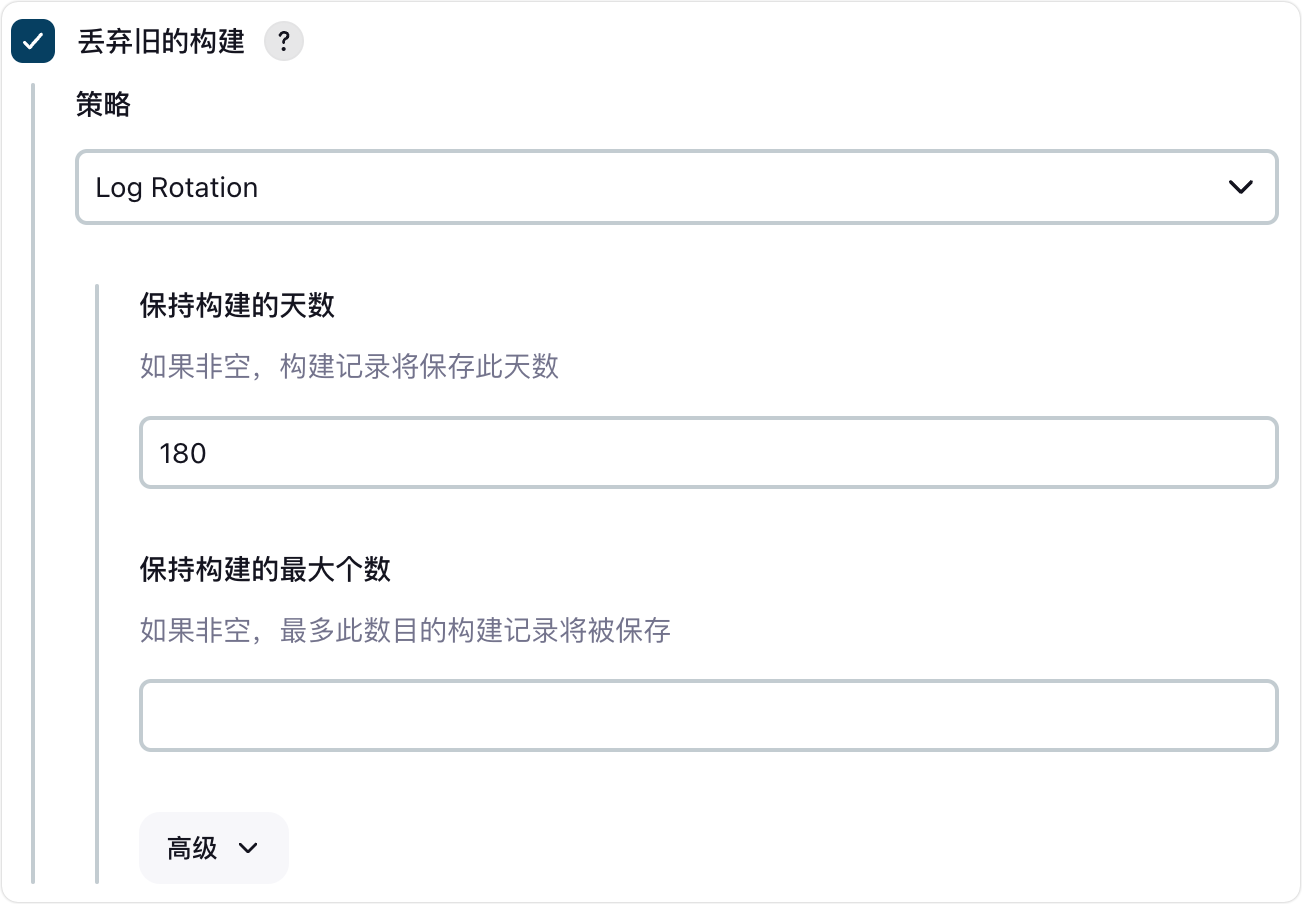 丢弃旧的构建 ?
策略
Log Rotation
保持构建的天数
如果非空，构建记录将保存此天数
180
保持构建的最大个数
如果非空，最多此数目的构建记录将被保存
高级